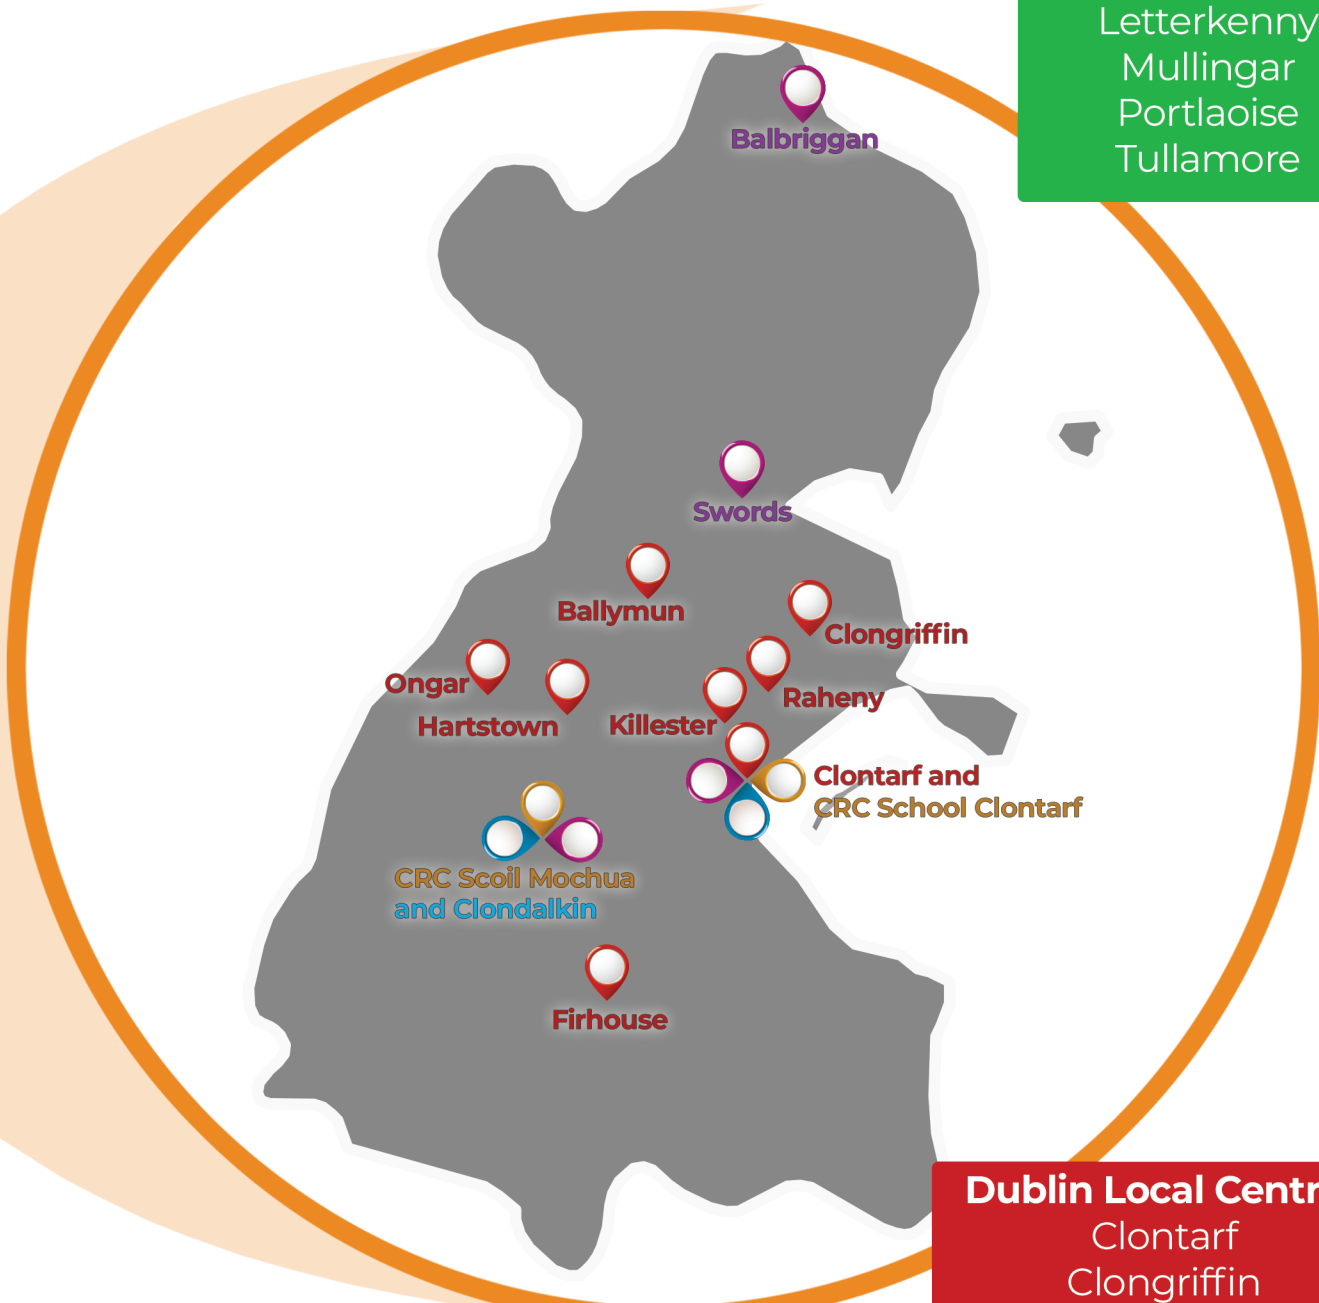 Letterkenny
Mullingar
Portlaoise
Tullamore
Balbriggan
Swords
Ballymun
Clongriffin
Ongar
Raheny
Hartstown
Killester
Clontarf and
CRC School Clontarf
CRC Scoil Mochua
and Clondalkin
Firhouse
Dublin Local Centr
Clontarf
Clongriffin